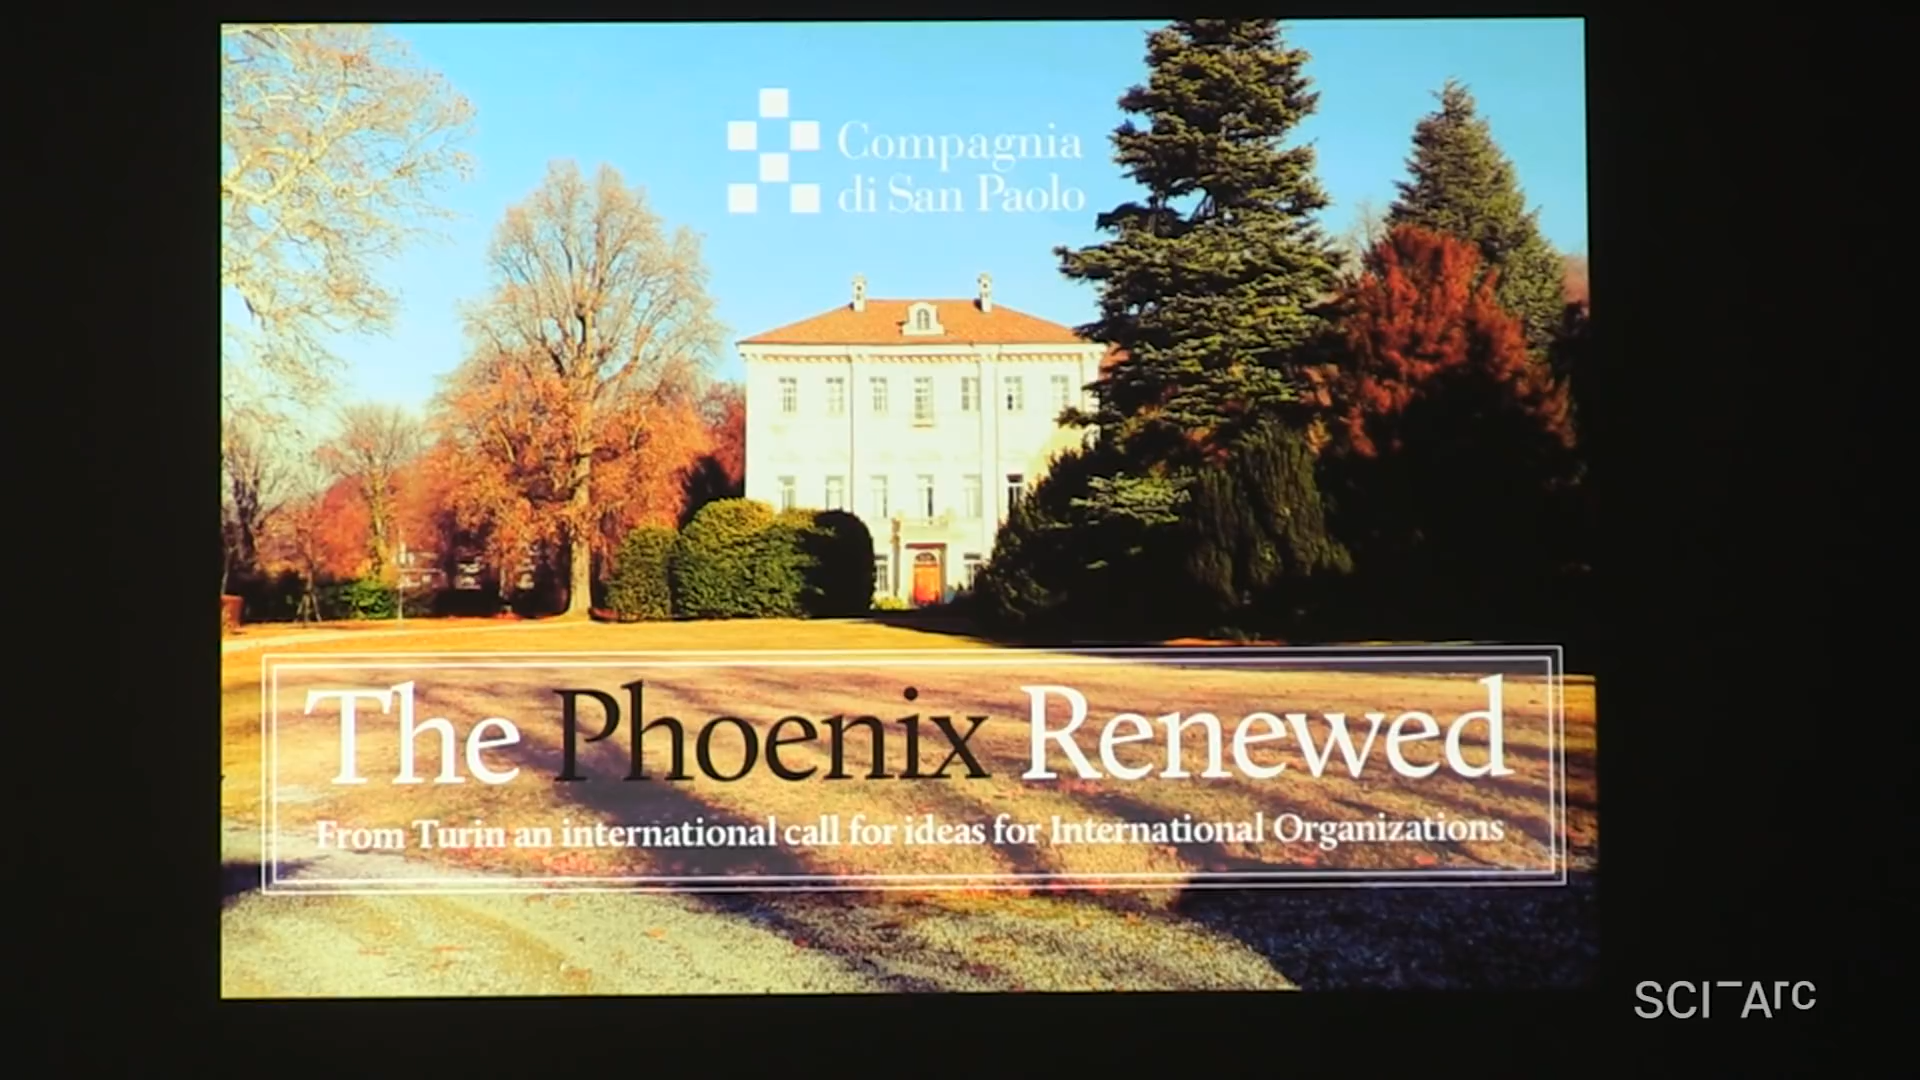 Compagnia
di San Paolo
The Phoenix Renewed
From Turin an international call for ideas for International Organizations
SCI-Arc